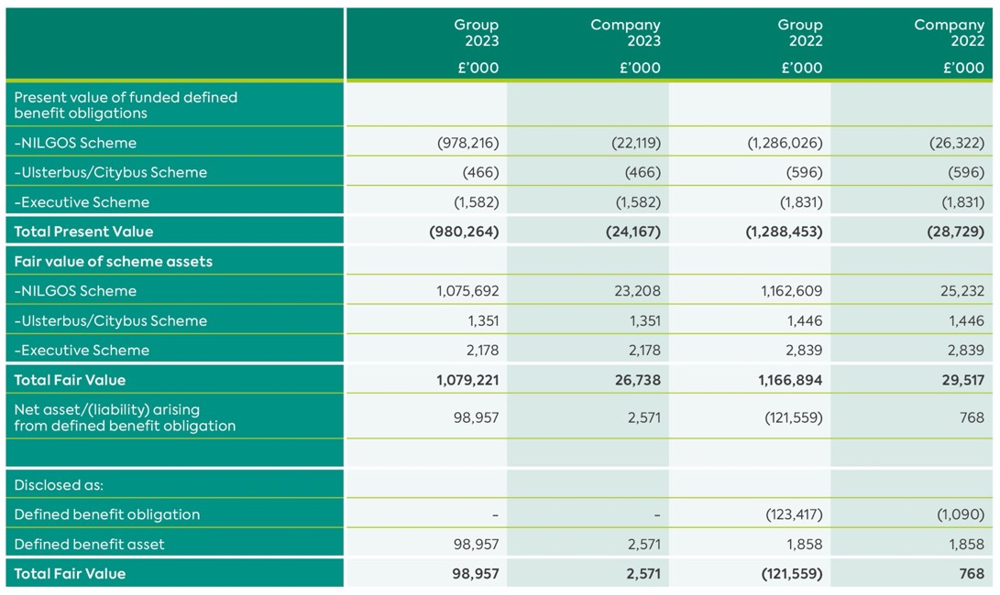 Group 2023 £’000 Company 2023 £’000 Group 2022 £’000 Company 2022 £’000
Present value of funded defined
benefit obligations
-NILGOS Scheme (978,216) (22,119) (1,286,026) (26,322)
-Ulsterbus/Citybus Scheme (466) (466) (596) (596)
-Executive Scheme (1,582) (1,582) (1,831) (1,831)
Total Present Value (980,264) (24,167) (1,288,453) (28,729)
Fair value of scheme assets
-NILGOS Scheme 1,075,692 23,208 1,162,609 25,232
-Ulsterbus/Citybus Scheme 1,351 1,351 1,446 1,446
-Executive Scheme 2,178 2,178 2,839 2,839
Total Fair Value 1,079,221 26,738 1,166,894 29,517
Net asset/(liability) arising
from defined benefit obligation 98,957 2,571 (121,559) 768
Disclosed as:
Defined benefit obligation – – (123,417) (1,090)
Defined benefit asset 98,957 2,571 1,858 1,858
Total Fair Value 98,957 2,571 (121,559) 768